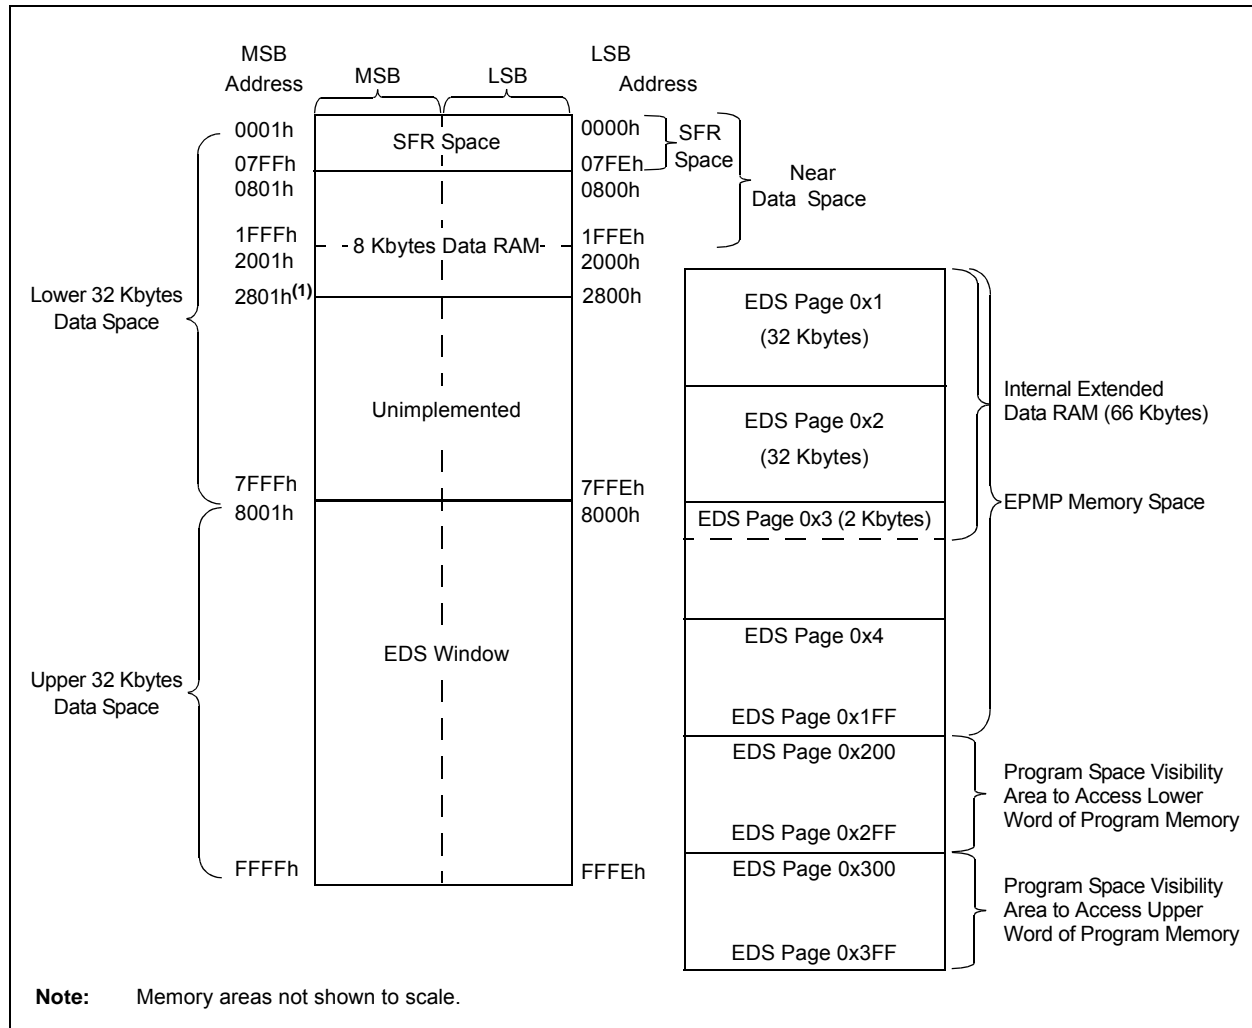 MSB
Address
MSB
LSB
LSB
Address
0001h
07FFh
0801h
1FFFh
2001h
2801h(1)
7FFFh
8001h
FFFFh
Lower 32 Kbytes
Data Space
Upper 32 Kbytes
Data Space
SFR Space
8 Kbytes Data RAM
Unimplemented
EDS Window
0000h
07FEh
0800h
1FFEh
2000h
2800h
7FFEh
8000h
FFFEh
SFR
Space
Near
Data Space
EDS Page 0x1
(32 Kbytes)
EDS Page 0x2
(32 Kbytes)
EDS Page 0x3 (2 Kbytes)
EDS Page 0x4
EDS Page 0x1FF
EDS Page 0x200
EDS Page 0x2FF
EDS Page 0x300
EDS Page 0x3FF
Internal Extended
Data RAM (66 Kbytes)
EPMP Memory Space
Program Space Visibility
Area to Access Lower
Word of Program Memory
Program Space Visibility
Area to Access Upper
Word of Program Memory
Note: Memory areas not shown to scale.